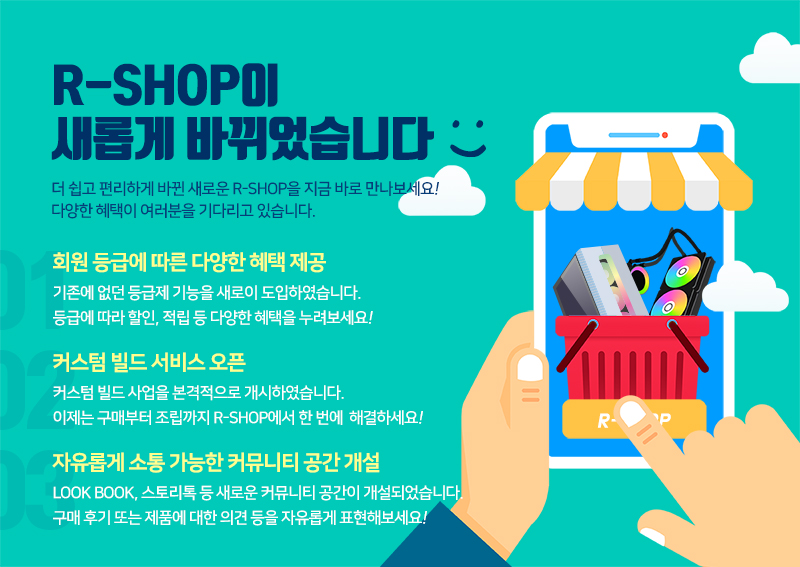 R-SHOP이
새롭게 바뀌었습니다
더 쉽고 편리하게 바뀐 새로운 R-SHOP을 지금 바로 만나보세요!
다양한 혜택이 여러분을 기다리고 있습니다.
01
회원 등급에 따른 다양한 혜택 제공
기존에 없던 등급제 기능을 새로이 도입하였습니다.
등급에 따라 할인, 적립 등 다양한 혜택을 누려보세요!
02
커스텀 빌드 서비스 오픈
커스텀 빌드 사업을 본격적으로 개시하였습니다.
이제는 구매부터 조립까지 R-SHOP에서 한 번에 해결하세요!
03
자유롭게 소통 가능한 커뮤니티 공간 개설
LOOK BOOK, 스토리톡 등 새로운 커뮤니티 공간이 개설되었습니다.
구매 후기 또는 제품에 대한 의견 등을 자유롭게 표현해보세요!
R-SHOP